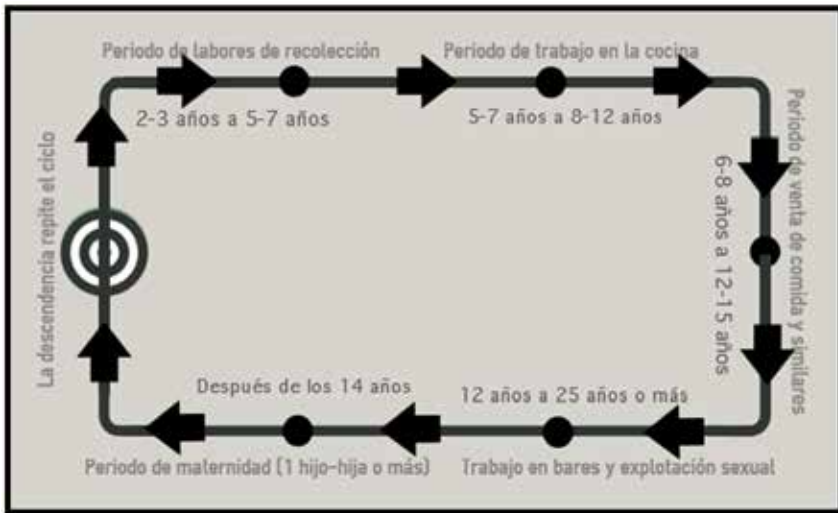 Periodo de labores de recolección
2-3 años a 5-7 años
Periodo de trabajo en la cocina
5-7 años a 8-12 años
Periodo de venta de comida y similares
6-8 años a 12-15 años
12 años a 25 años o más
Trabajo en bares y explotación sexual
Después de los 14 años
Periodo de maternidad (1 hijo-hija o más)
La descendencia repite el ciclo